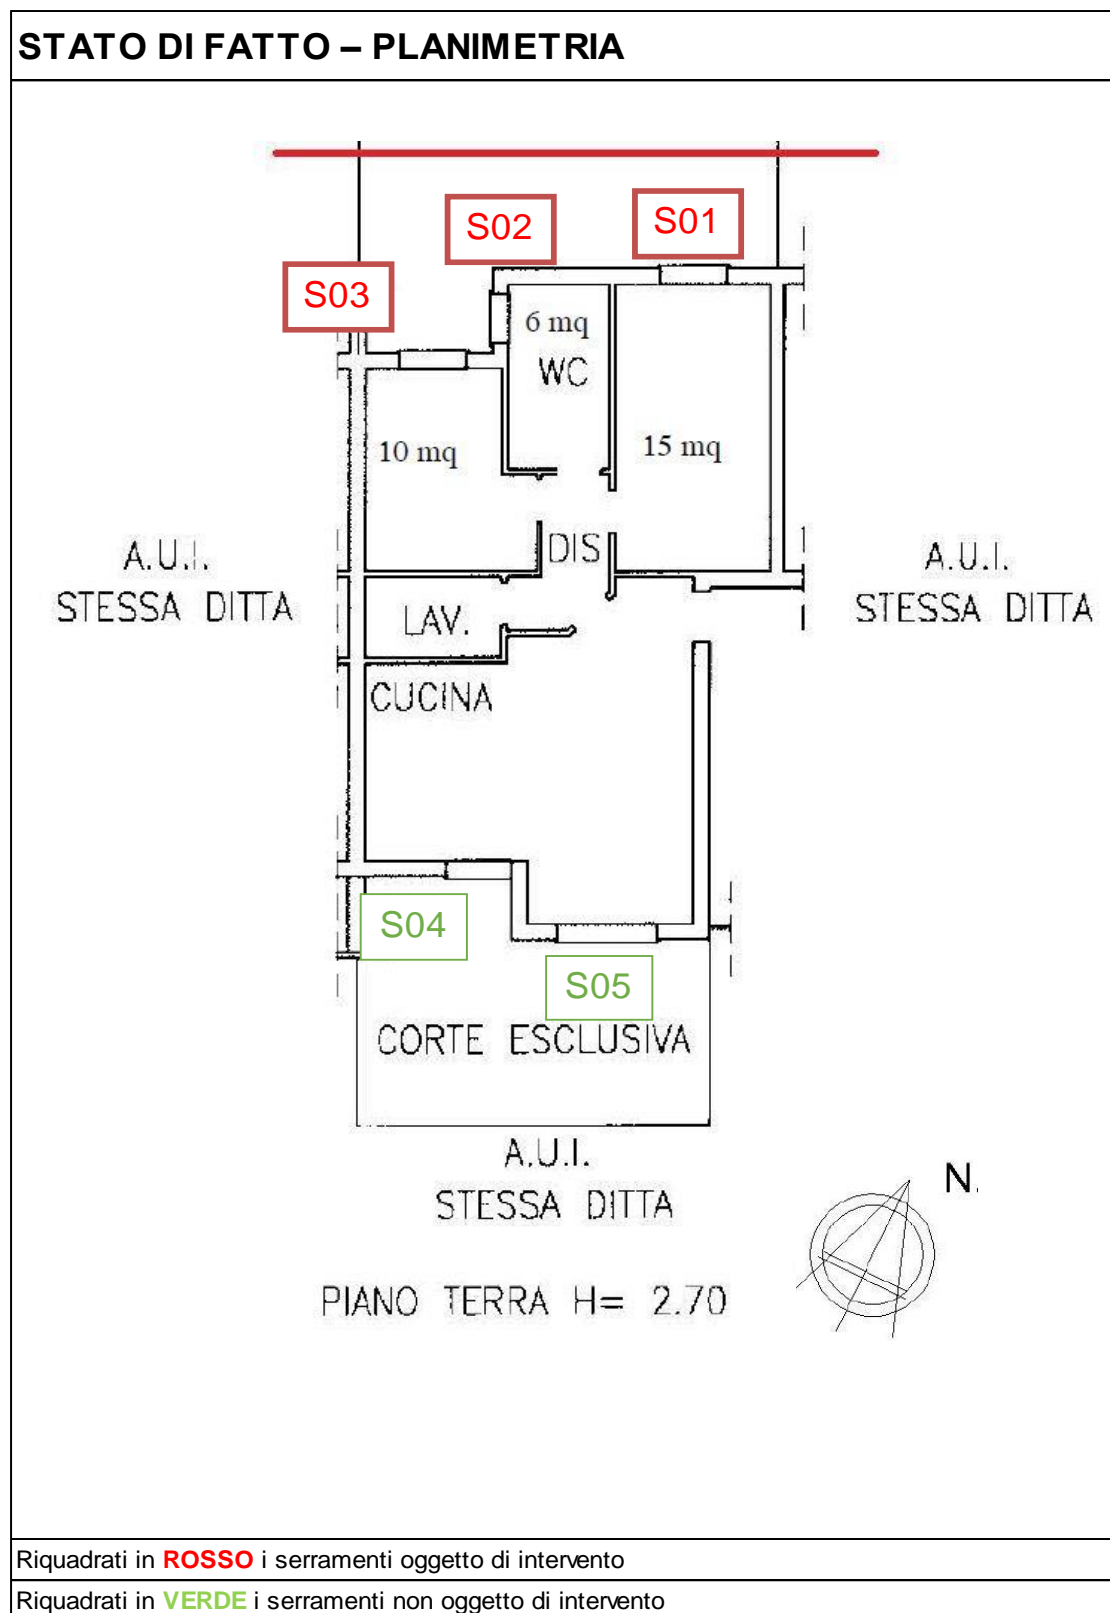 STATO DI FATTO – PLANIMETRIA
S02
S01
S03
6 mq
WC
10 mq
15 mq
DIS
A.U.I.
STESSA DITTA
A.U.I.
STESSA DITTA
LAV.
CUCINA
S04
S05
CORTE ESCLUSIVA
A.U.I.
STESSA DITTA
N.
PIANO TERRA H= 2.70
Riquadrati in ROSSO i serramenti oggetto di intervento
Riquadrati in VERDE i serramenti non oggetto di intervento